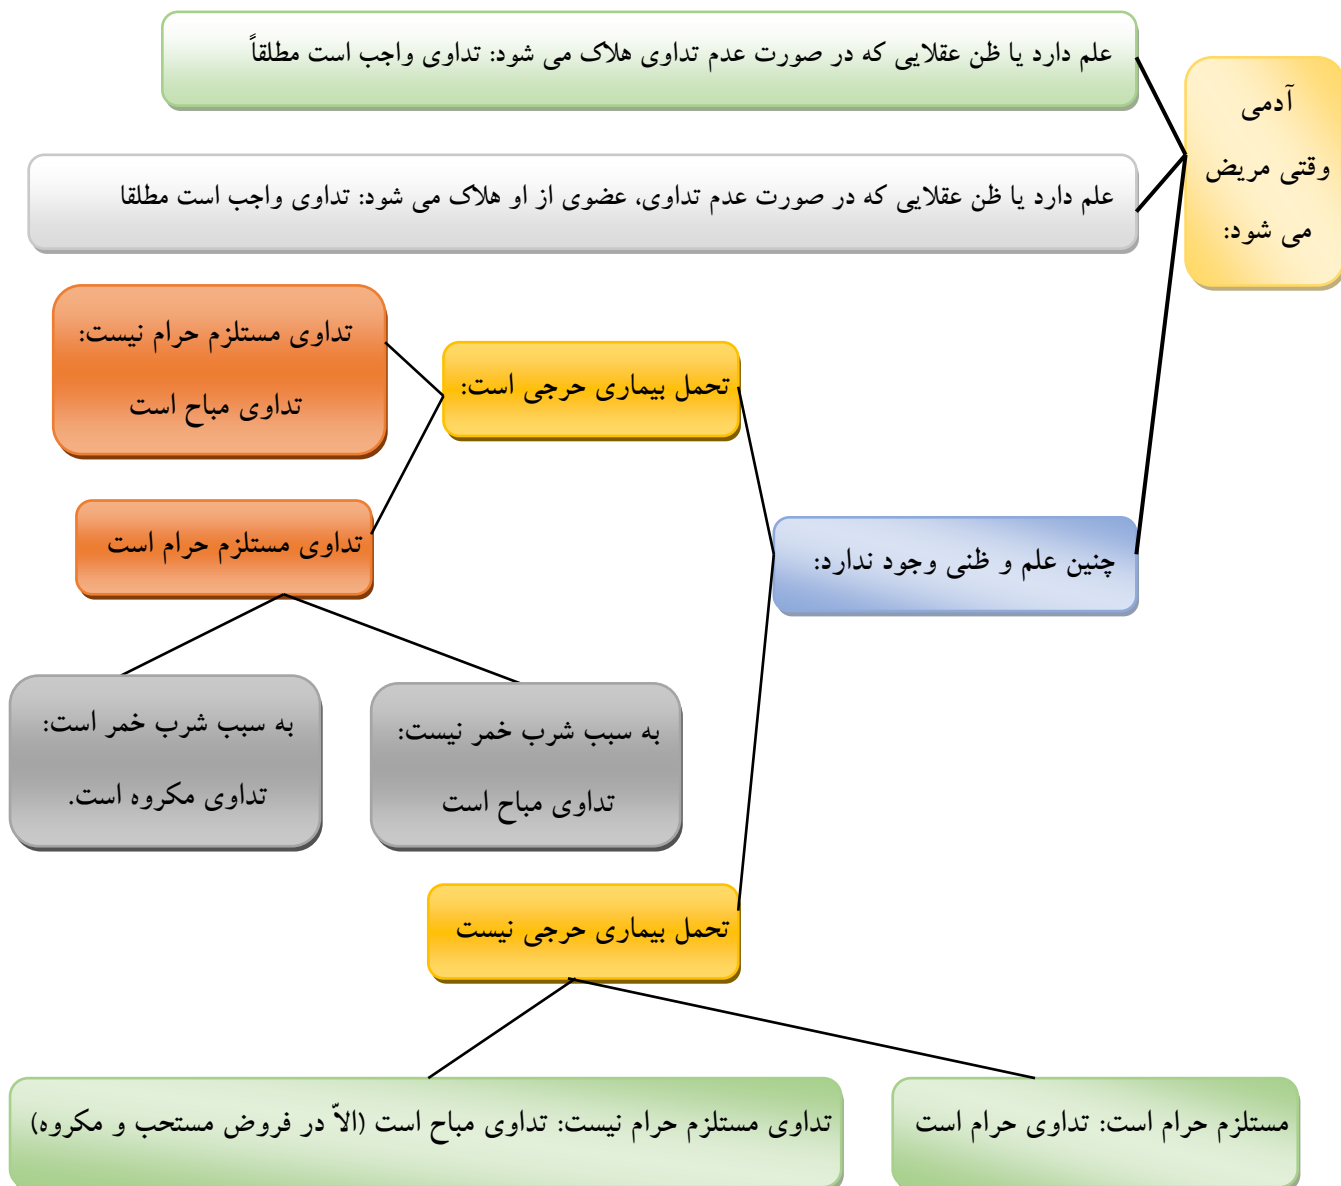 آدمی
وقتی مریض
می شود:
علم دارد یا ظن عقلایی که در صورت عدم تداوی هلاک می شود: تداوی واجب است مطلقاً
علم دارد یا ظن عقلایی که در صورت عدم تداوی، عضوی از او هلاک می شود: تداوی واجب است مطلقا
چنین علم و ظنی وجود ندارد:
تحمل بیماری حرجی است:
تداوی مستلزم حرام نیست:
تداوی مباح است
تداوی مستلزم حرام است
به سبب شرب خمر نیست:
تداوی مباح است
به سبب شرب خمر است:
تداوی مکروه است.
تحمل بیماری حرجی نیست
مستلزم حرام است: تداوی حرام است
تداوی مستلزم حرام نیست: تداوی مباح است (الاّ در فروض مستحب و مکروه)